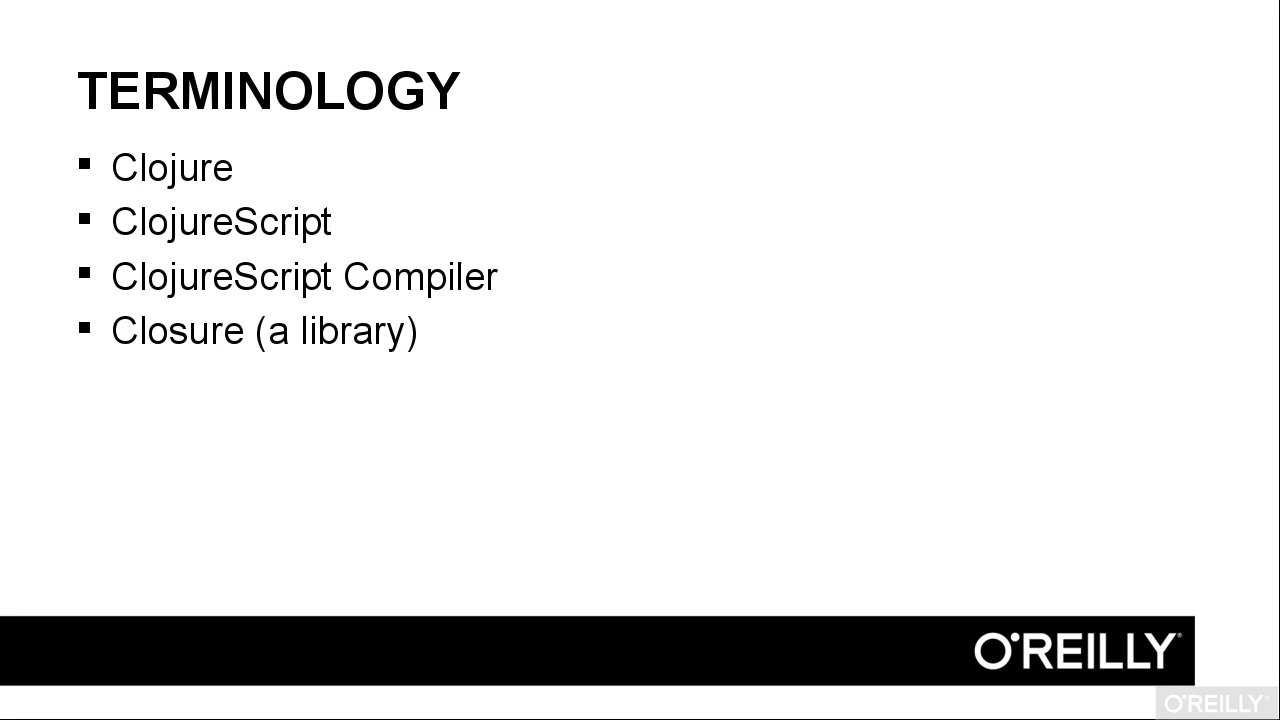 TERMINOLOGY
▪ Clojure
▪ ClojureScript
▪ ClojureScript Compiler
▪ Closure (a library)
O'REILLY®
O'REILLY®